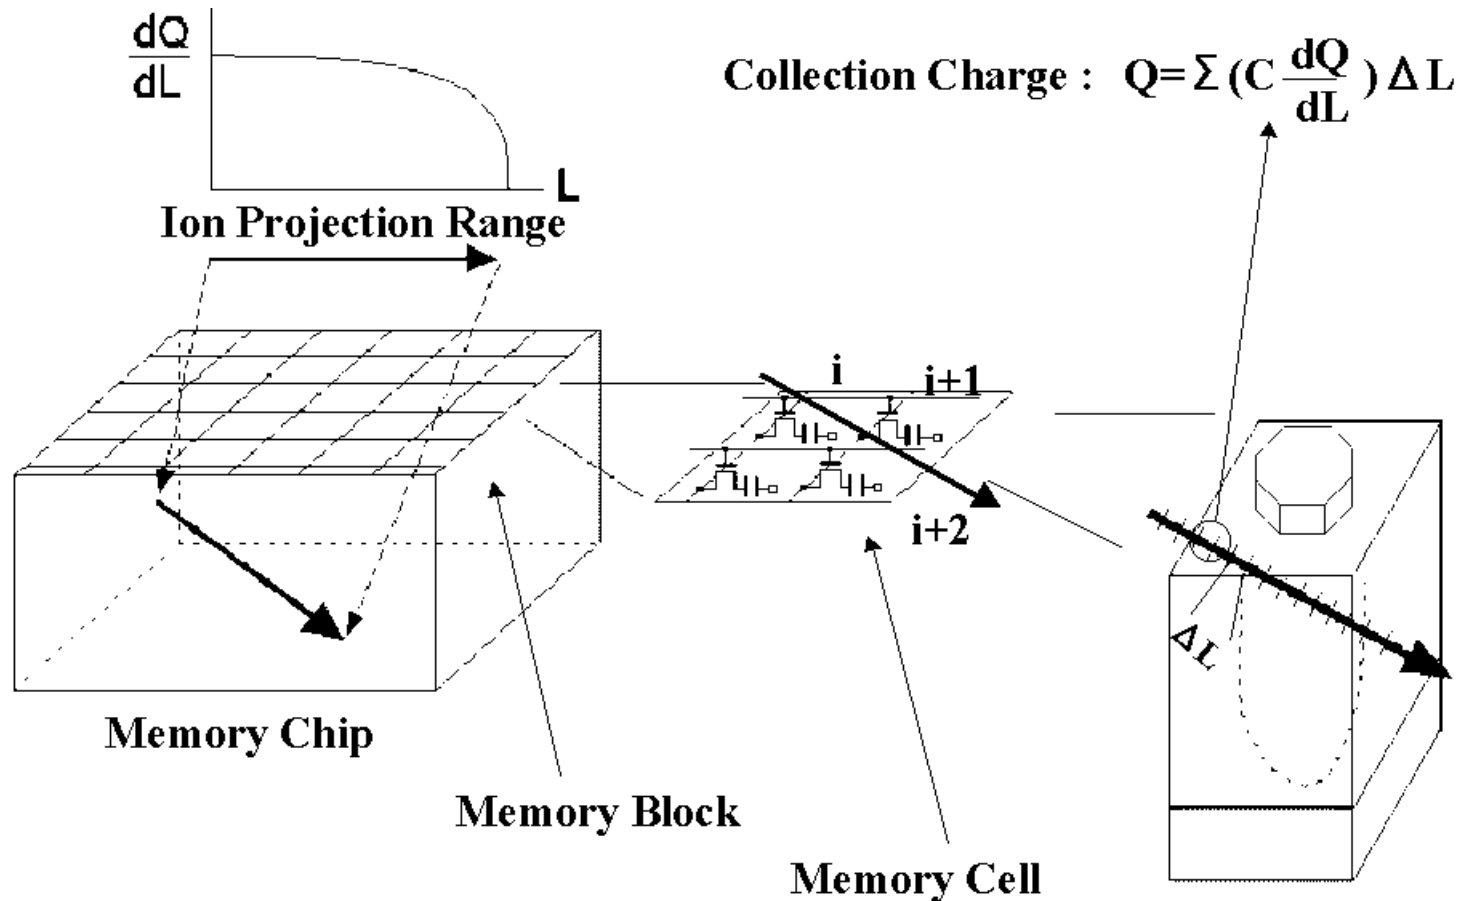 dQ
dL
L
Ion Projection Range
Collection Charge : Q=Σ(C dQ/dL)ΔL
i
i+1
i+2
ΔL
Memory Chip
Memory Block
Memory Cell